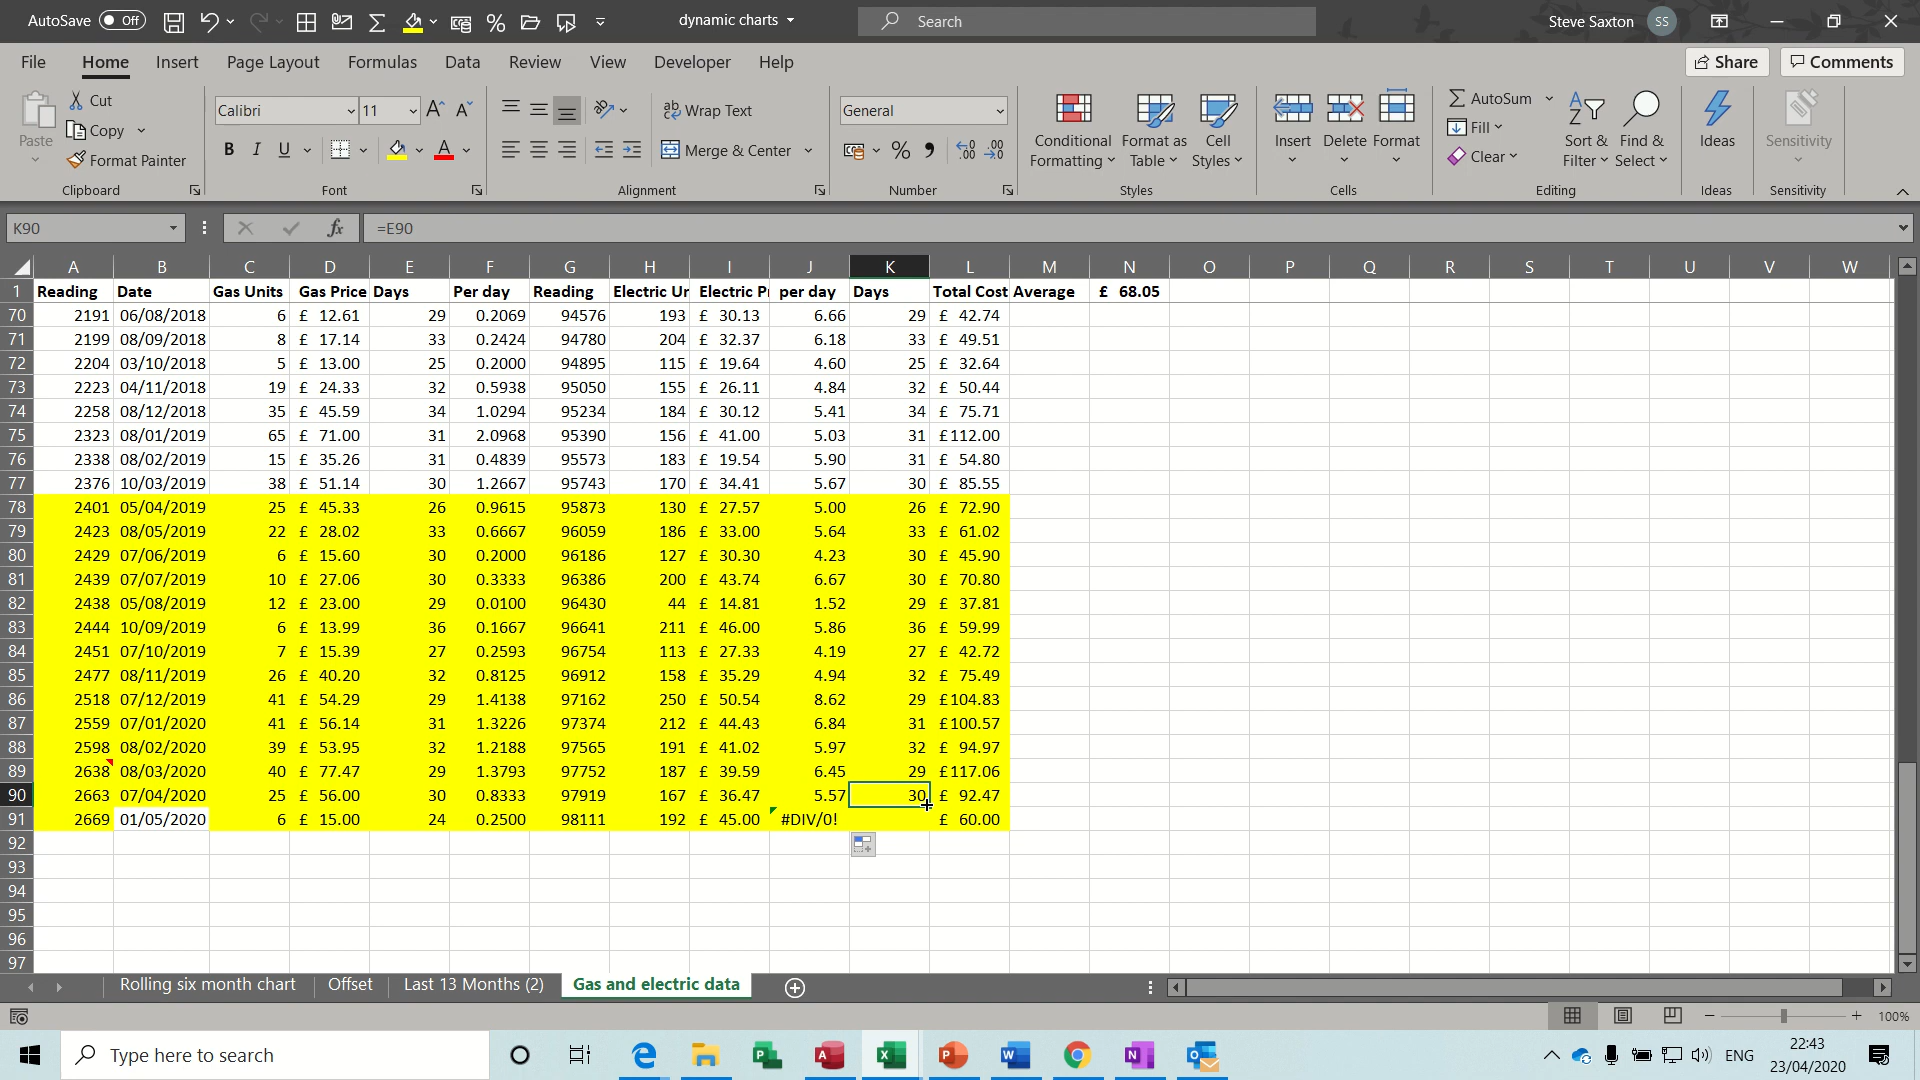 AutoSave Off dynamic charts Search Steve Saxton SS
File Home Insert Page Layout Formulas Data Review View Developer Help Share Comments
Paste Cut Copy Format Painter Clipboard
Calibri 11 B I U A Font
Wrap Text Merge & Center Alignment
General % Number
Conditional Formatting Format as Table Cell Styles Styles
Insert Delete Format Cells
AutoSum Fill Clear Sort & Filter Find & Select Editing
Ideas Ideas
Sensitivity Sensitivity
K90 fx =E90
A B C D E F G H I J K L M N O P Q R S T U V W
1 Reading Date Gas Units Gas Price Days Per day Reading Electric Ur Electric Pr per day Days Total Cost Average £ 68.05
70 2191 06/08/2018 6 £ 12.61 29 0.2069 94576 193 £ 30.13 6.66 29 £ 42.74
71 2199 08/09/2018 8 £ 17.14 33 0.2424 94780 204 £ 32.37 6.18 33 £ 49.51
72 2204 03/10/2018 5 £ 13.00 25 0.2000 94895 115 £ 19.64 4.60 25 £ 32.64
73 2223 04/11/2018 19 £ 24.33 32 0.5938 95050 155 £ 26.11 4.84 32 £ 50.44
74 2258 08/12/2018 35 £ 45.59 34 1.0294 95234 184 £ 30.12 5.41 34 £ 75.71
75 2323 08/01/2019 65 £ 71.00 31 2.0968 95390 156 £ 41.00 5.03 31 £112.00
76 2338 08/02/2019 15 £ 35.26 31 0.4839 95573 183 £ 19.54 5.90 31 £ 54.80
77 2376 10/03/2019 38 £ 51.14 30 1.2667 95743 170 £ 34.41 5.67 30 £ 85.55
78 2401 05/04/2019 25 £ 45.33 26 0.9615 95873 130 £ 27.57 5.00 26 £ 72.90
79 2423 08/05/2019 22 £ 28.02 33 0.6667 96059 186 £ 33.00 5.64 33 £ 61.02
80 2429 07/06/2019 6 £ 15.60 30 0.2000 96186 127 £ 30.30 4.23 30 £ 45.90
81 2439 07/07/2019 10 £ 27.06 30 0.3333 96386 200 £ 43.74 6.67 30 £ 70.80
82 2438 05/08/2019 12 £ 23.00 29 0.0100 96430 44 £ 14.81 1.52 29 £ 37.81
83 2444 10/09/2019 6 £ 13.99 36 0.1667 96641 211 £ 46.00 5.86 36 £ 59.99
84 2451 07/10/2019 7 £ 15.39 27 0.2593 96754 113 £ 27.33 4.19 27 £ 42.72
85 2477 08/11/2019 26 £ 40.20 32 0.8125 96912 158 £ 35.29 4.94 32 £ 75.49
86 2518 07/12/2019 41 £ 54.29 29 1.4138 97162 250 £ 50.54 8.62 29 £104.83
87 2559 07/01/2020 41 £ 56.14 31 1.3226 97374 212 £ 44.43 6.84 31 £100.57
88 2598 08/02/2020 39 £ 53.95 32 1.2188 97565 191 £ 41.02 5.97 32 £ 94.97
89 2638 08/03/2020 40 £ 77.47 29 1.3793 97752 187 £ 39.59 6.45 29 £117.06
90 2663 07/04/2020 25 £ 56.00 30 0.8333 97919 167 £ 36.47 5.57 30 £ 92.47
91 2669 01/05/2020 6 £ 15.00 24 0.2500 98111 192 £ 45.00 #DIV/0! £ 60.00
92
93
94
95
96
97
Rolling six month chart Offset Last 13 Months (2) Gas and electric data
100%
Type here to search ENG 22:43
23/04/2020